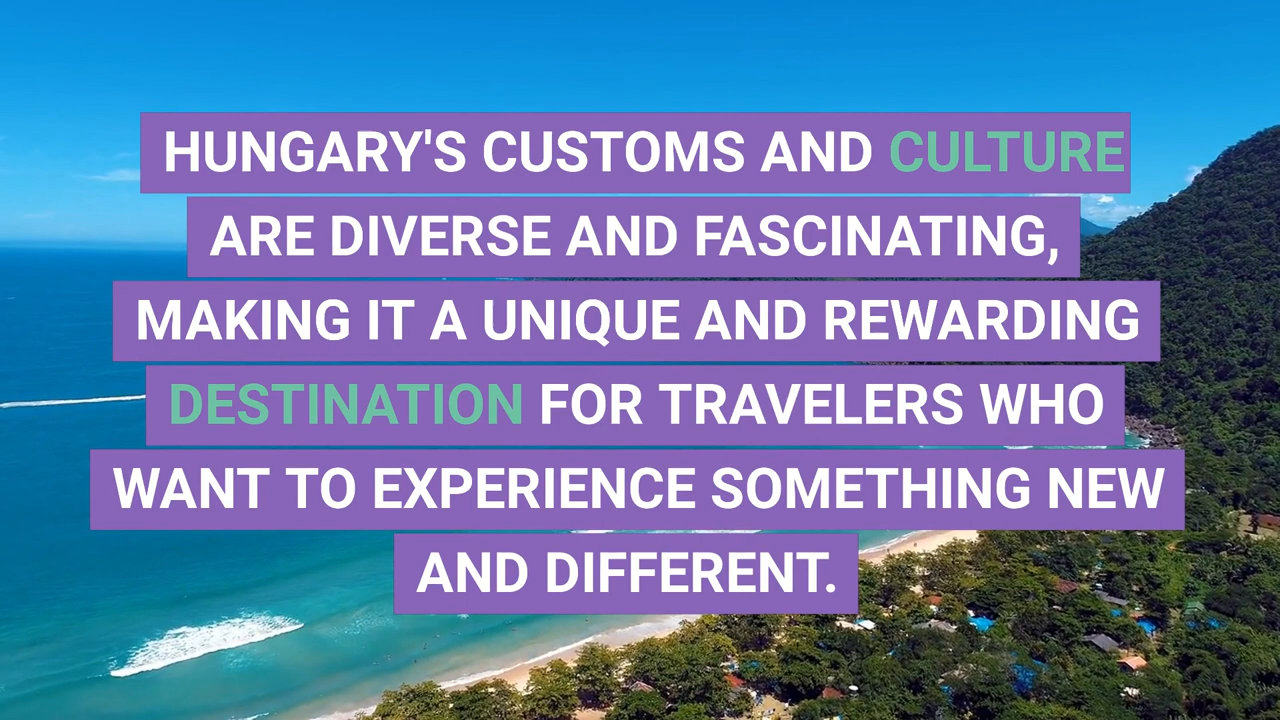 HUNGARY'S CUSTOMS AND CULTURE
ARE DIVERSE AND FASCINATING,
MAKING IT A UNIQUE AND REWARDING
DESTINATION FOR TRAVELERS WHO
WANT TO EXPERIENCE SOMETHING NEW
AND DIFFERENT.